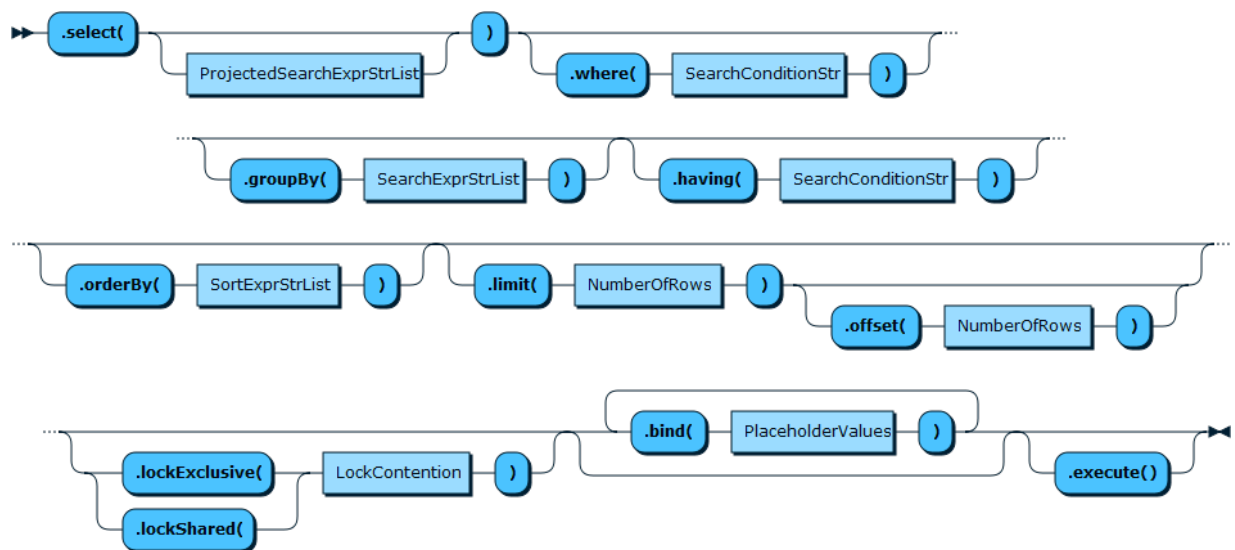 .select( ProjectedSearchExprStrList ) .where( SearchConditionStr )
.groupBy( SearchExprStrList ) .having( SearchConditionStr )
.orderBy( SortExprStrList ) .limit( NumberOfRows )
.offset( NumberOfRows )
.bind( PlaceholderValues )
.lockExclusive( LockContention ) .execute()
.lockShared(